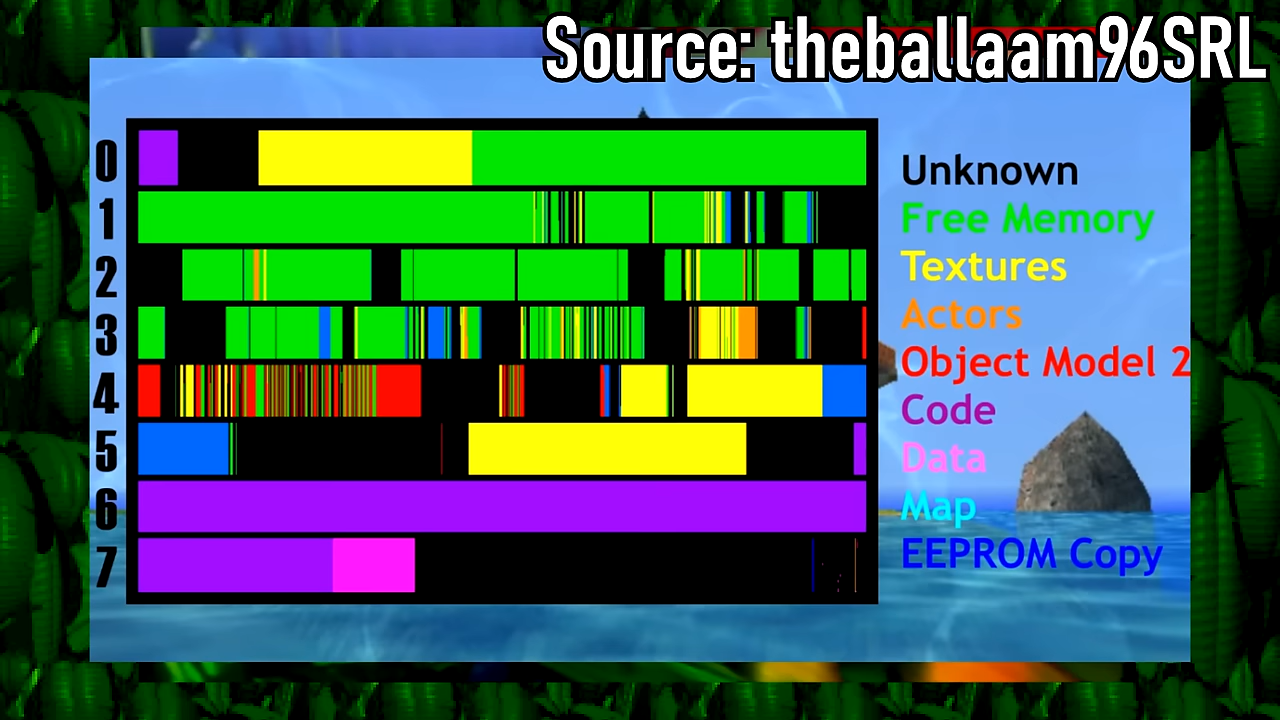 Source: theballaam96SRL
0
1
2
3
4
5
6
7
Unknown
Free Memory
Textures
Actors
Object Model 2
Code
Data
Map
EEPROM Copy